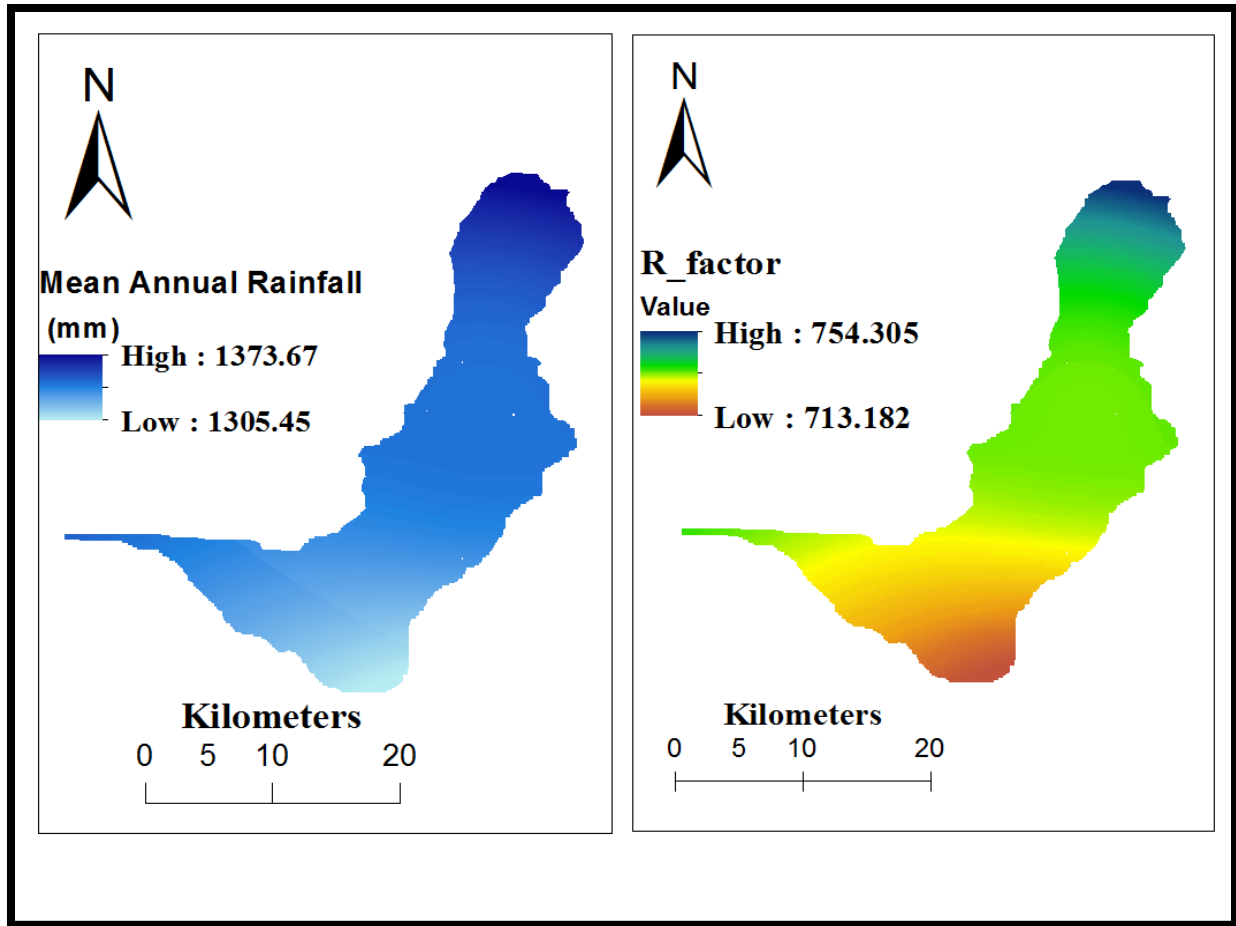 N
Mean Annual Rainfall
(mm)
High : 1373.67
Low : 1305.45
Kilometers
0 5 10 20
N
R_factor
Value
High : 754.305
Low : 713.182
Kilometers
0 5 10 20